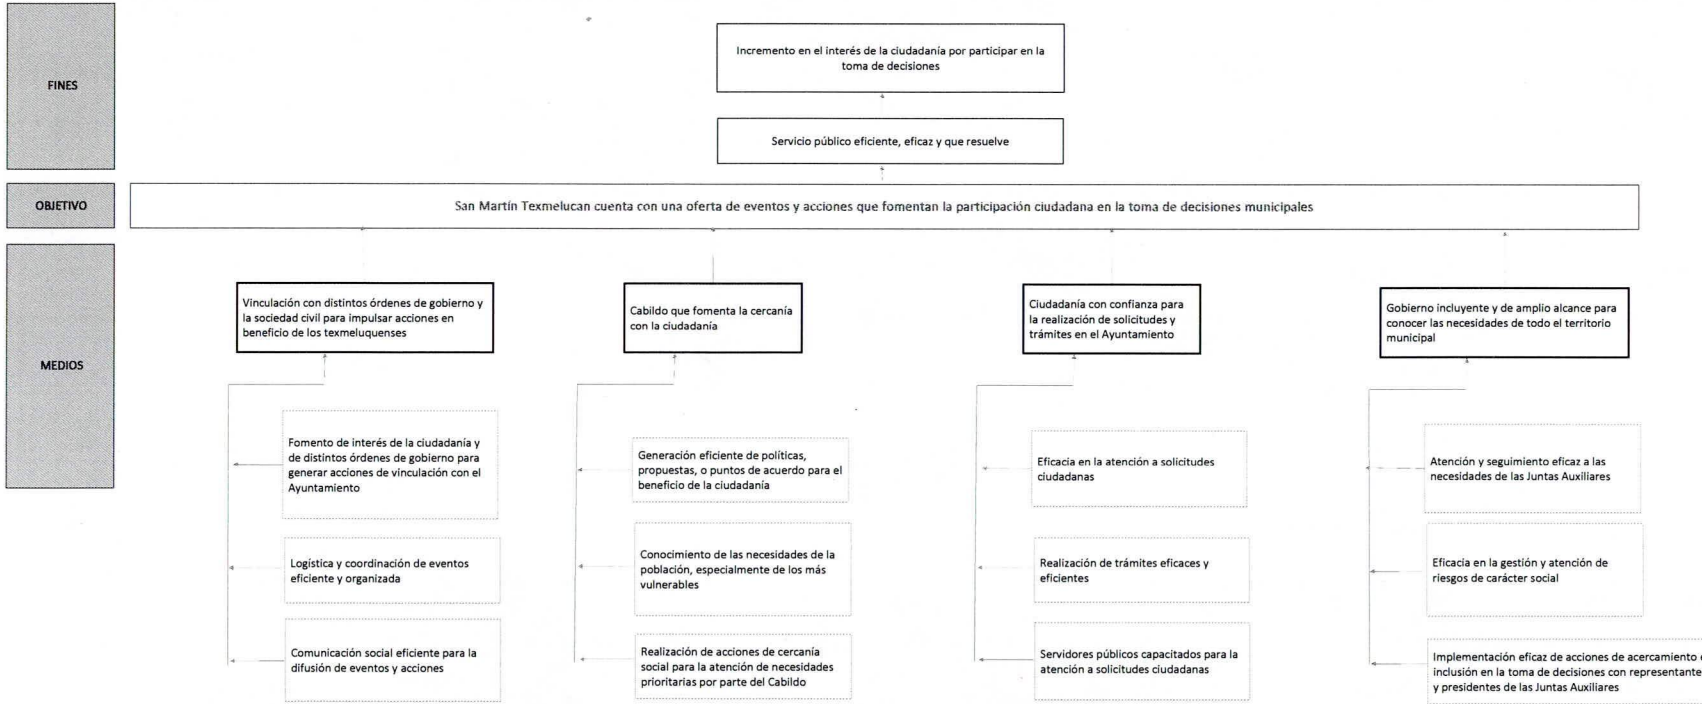 FINES
Incremento en el interés de la ciudadanía por participar en la
toma de decisiones
Servicio público eficiente, eficaz y que resuelve
OBJETIVO
San Martín Texmelucan cuenta con una oferta de eventos y acciones que fomentan la participación ciudadana en la toma de decisiones municipales
MEDIOS
Vinculación con distintos órdenes de gobierno y
la sociedad civil para impulsar acciones en
beneficio de los texmeluquenses
Fomento de interés de la ciudadanía y
de distintos órdenes de gobierno para
generar acciones de vinculación con el
Ayuntamiento
Logística y coordinación de eventos
eficiente y organizada
Comunicación social eficiente para la
difusión de eventos y acciones
Cabildo que fomenta la cercanía
con la ciudadanía
Generación eficiente de políticas,
propuestas, o puntos de acuerdo para el
beneficio de la ciudadanía
Conocimiento de las necesidades de la
población, especialmente de los más
vulnerables
Realización de acciones de cercanía
social para la atención de necesidades
prioritarias por parte del Cabildo
Ciudadanía con confianza para
la realización de solicitudes y
trámites en el Ayuntamiento
Eficacia en la atención a solicitudes
ciudadanas
Realización de trámites eficaces y
eficientes
Servidores públicos capacitados para la
atención a solicitudes ciudadanas
Gobierno incluyente y de amplio alcance para
conocer las necesidades de todo el territorio
municipal
Atención y seguimiento eficaz a las
necesidades de las Juntas Auxiliares
Eficacia en la gestión y atención de
riesgos de carácter social
Implementación eficaz de acciones de acercamiento
inclusión en la toma de decisiones con representante
y presidentes de las Juntas Auxiliares